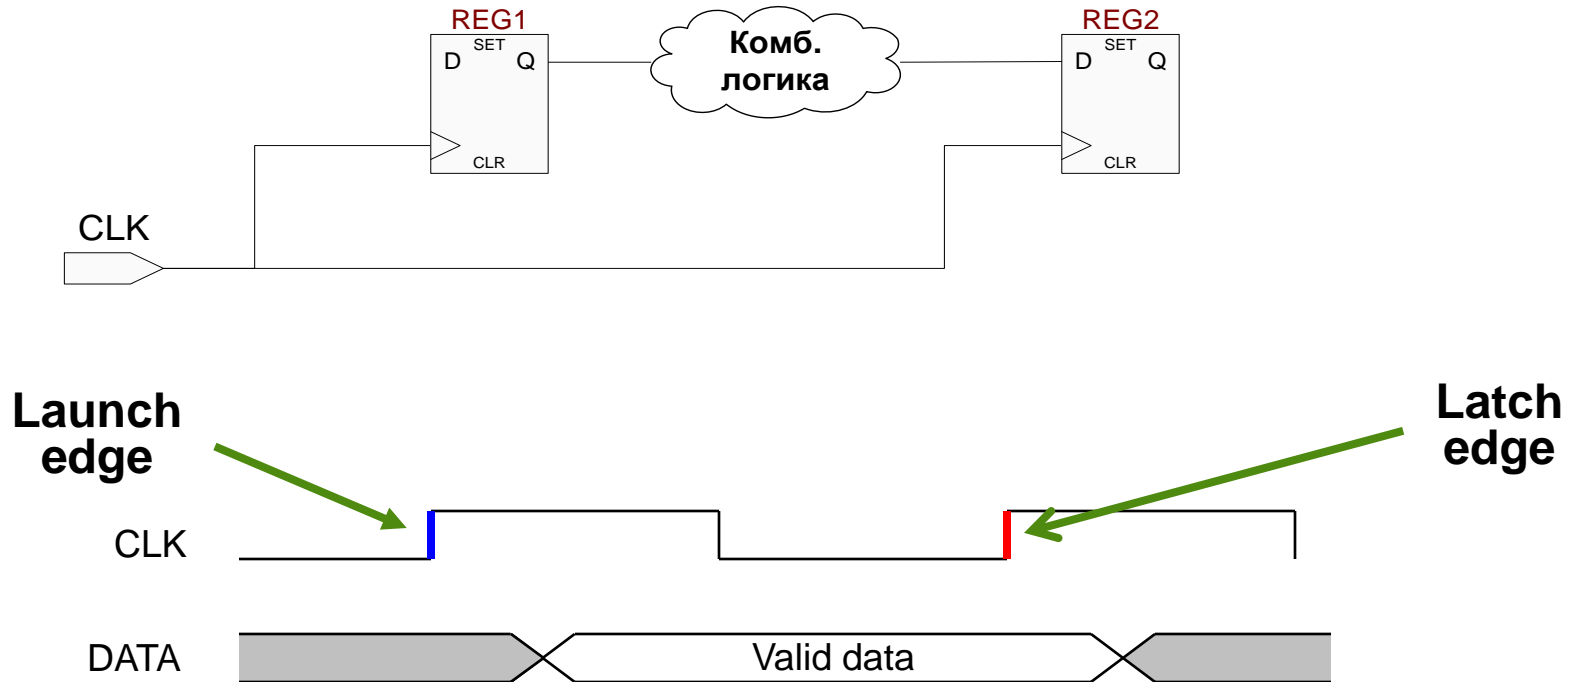 REG1
SET
D Q
CLR
Комб.
логика
REG2
SET
D Q
CLR
CLK
Launch
edge
Latch
edge
CLK
DATA
Valid data